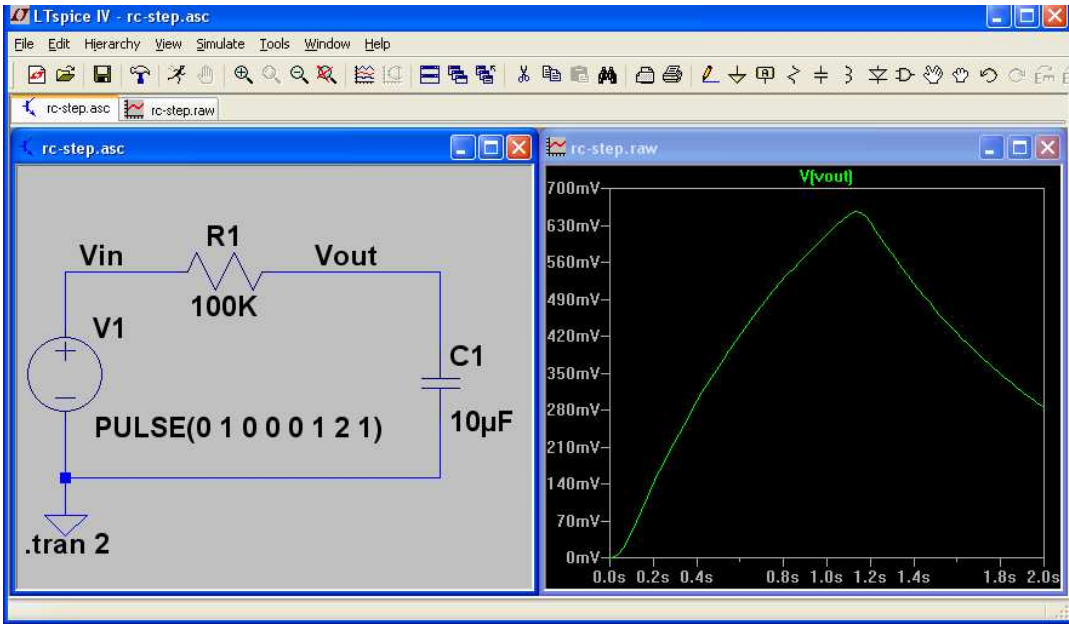 LTspice IV - rc-step.asc
File Edit Hierarchy View Simulate Tools Window Help
rc-step.asc rc-step.raw
rc-step.asc
Vin
R1
Vout
100K
V1
C1
10µF
PULSE(0 1 0 0 0 1 2 1)
.tran 2
rc-step.raw
V(vout)
700mV
630mV
560mV
490mV
420mV
350mV
280mV
210mV
140mV
70mV
0mV
0.0s 0.2s 0.4s 0.8s 1.0s 1.2s 1.4s 1.8s 2.0s